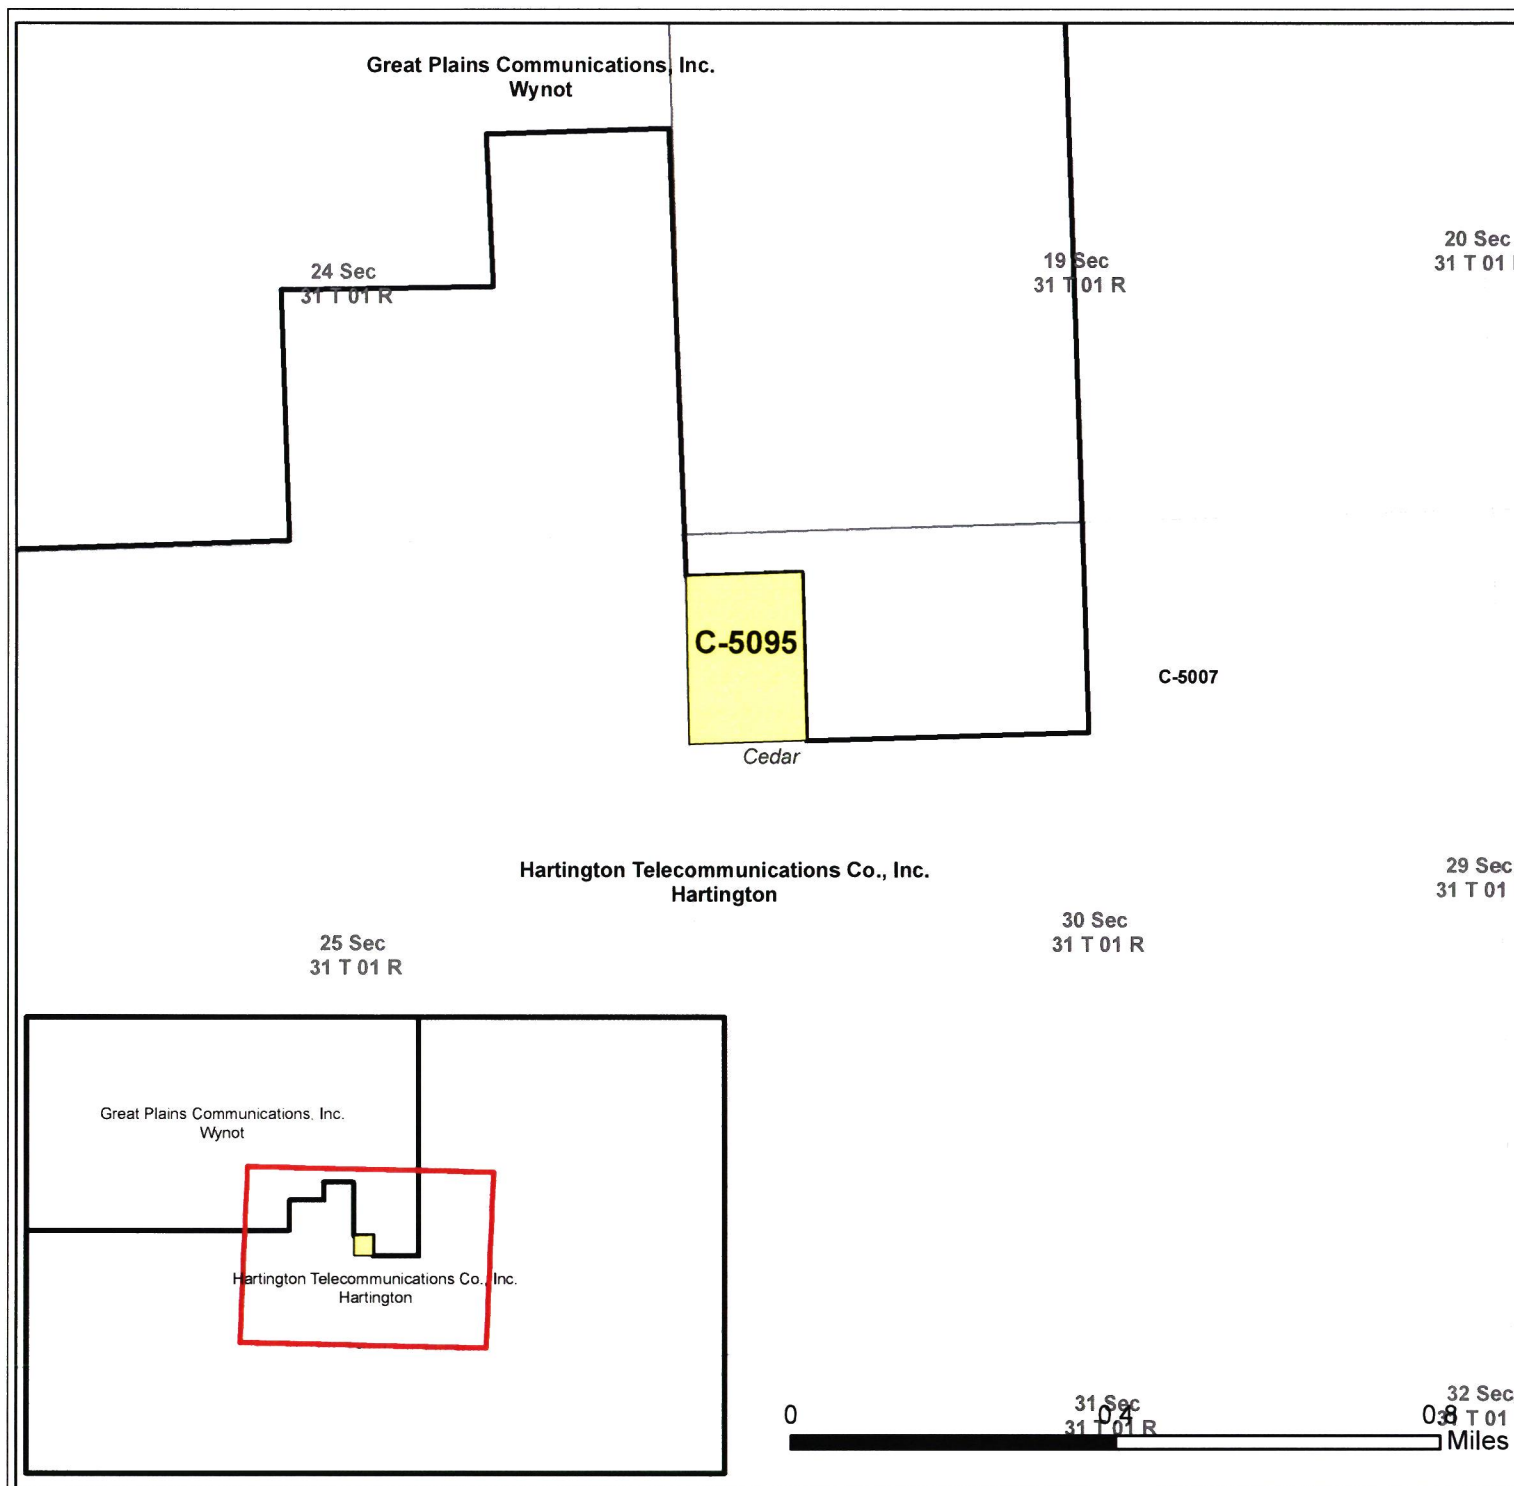 Great Plains Communications, Inc.
Wynot
24 Sec
31 T 01 R
19 Sec
31 T 01 R
20 Sec
31 T 01
C-5095
C-5007
Cedar
Hartington Telecommunications Co., Inc.
Hartington
29 Sec
31 T 01
30 Sec
31 T 01 R
25 Sec
31 T 01 R
Great Plains Communications, Inc.
Wynot
Hartington Telecommunications Co., Inc.
Hartington
31 Sec
31 T 01 R
32 Sec
31 T 01
0 0.4 0.8
Miles